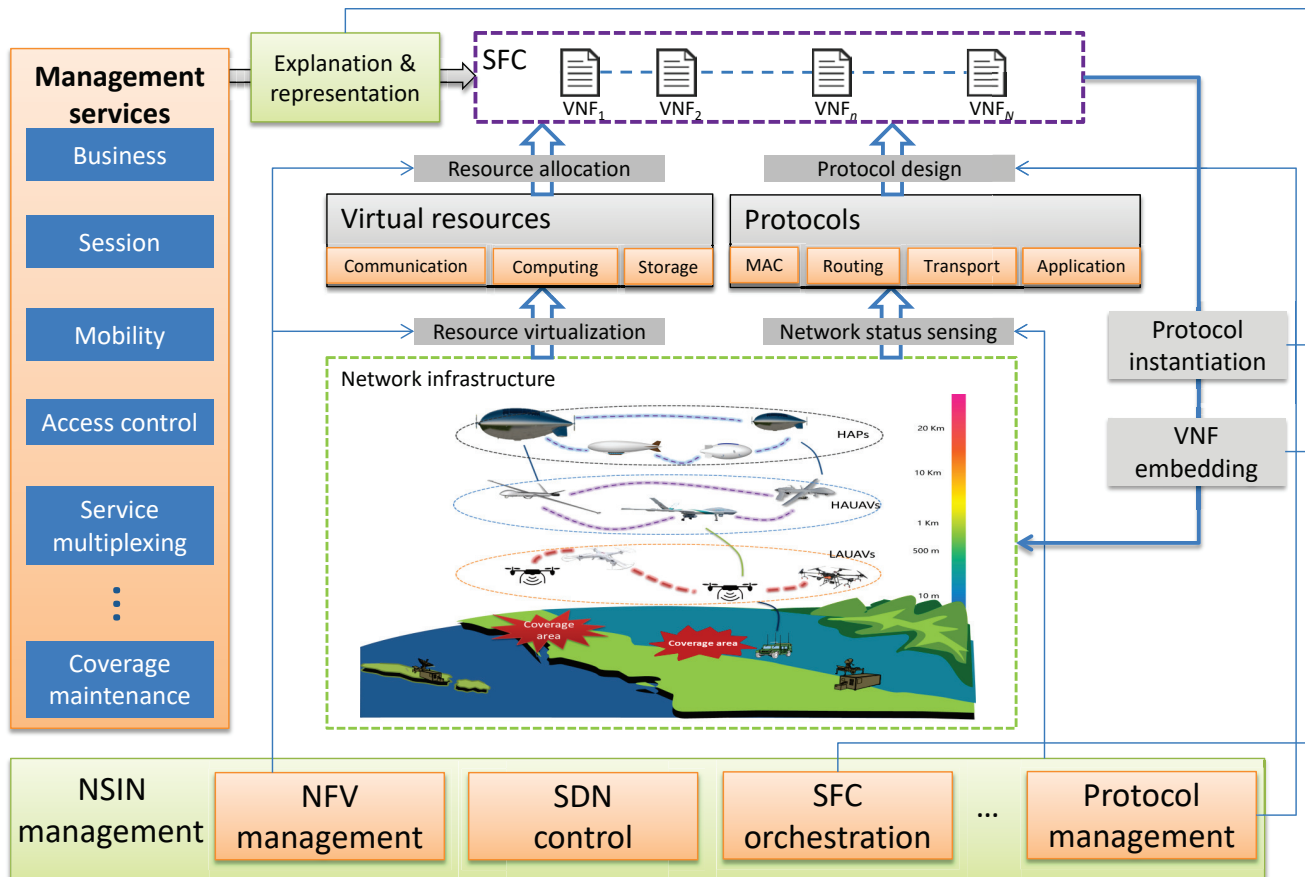 Management
services
Business
Session
Mobility
Access control
Service
multiplexing
Coverage
maintenance
Explanation &
representation
SFC
VNF1
VNF2
VNFn
VNFN
Resource allocation
Protocol design
Virtual resources
Communication
Computing
Storage
Protocols
MAC
Routing
Transport
Application
Resource virtualization
Network status sensing
Protocol
instantiation
VNF
embedding
Network infrastructure
HAPs
HAUAVs
LAUAVs
20 Km
10 Km
1 Km
500 m
10 m
Coverage
area
Coverage area
NSIN
management
NFV
management
SDN
control
SFC
orchestration
...
Protocol
management